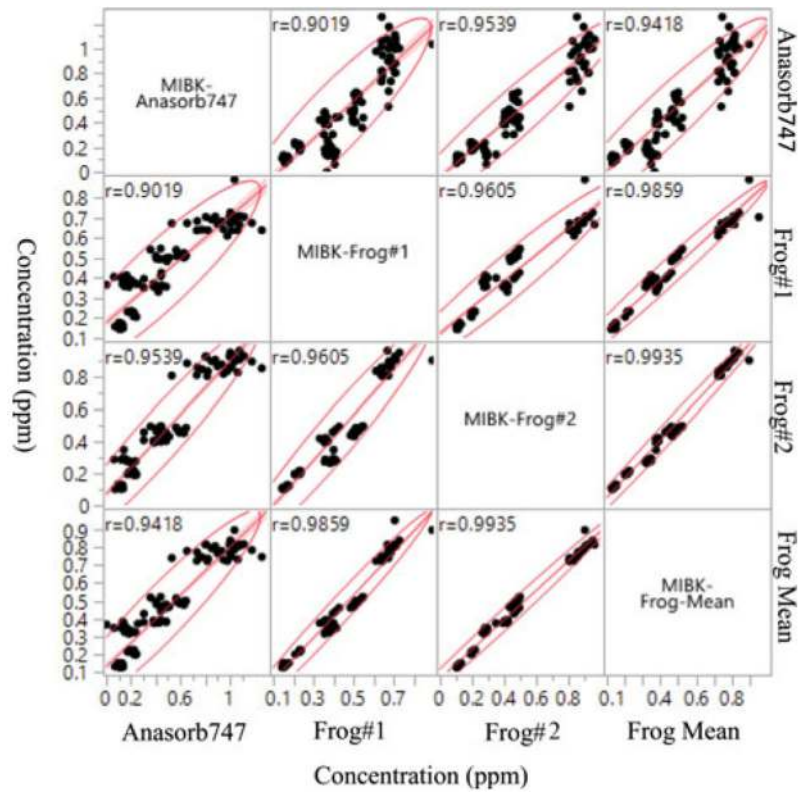 r=0.9019 r=0.9539 r=0.9418
MIBK-
Anasorb747
1
0.8
0.6
0.4
0.2
0
Anasorb747
r=0.9019 r=0.9605 r=0.9859
MIBK-Frog#1
0.8
0.7
0.6
0.5
0.4
0.3
0.2
0.1
Frog#1
r=0.9539 r=0.9605 r=0.9935
MIBK-Frog#2
0.8
0.6
0.4
0.2
0
Frog#2
r=0.9418 r=0.9859 r=0.9935
MIBK-
Frog-Mean
0.9
0.8
0.7
0.6
0.5
0.4
0.3
0.2
0.1
Frog Mean
Concentration (ppm)
0 0.2 0.6 1 0.1 0.3 0.5 0.7 0 0.2 0.4 0.6 0.8 0.1 0.4 0.6 0.8
Anasorb747 Frog#1 Frog#2 Frog Mean
Concentration (ppm)